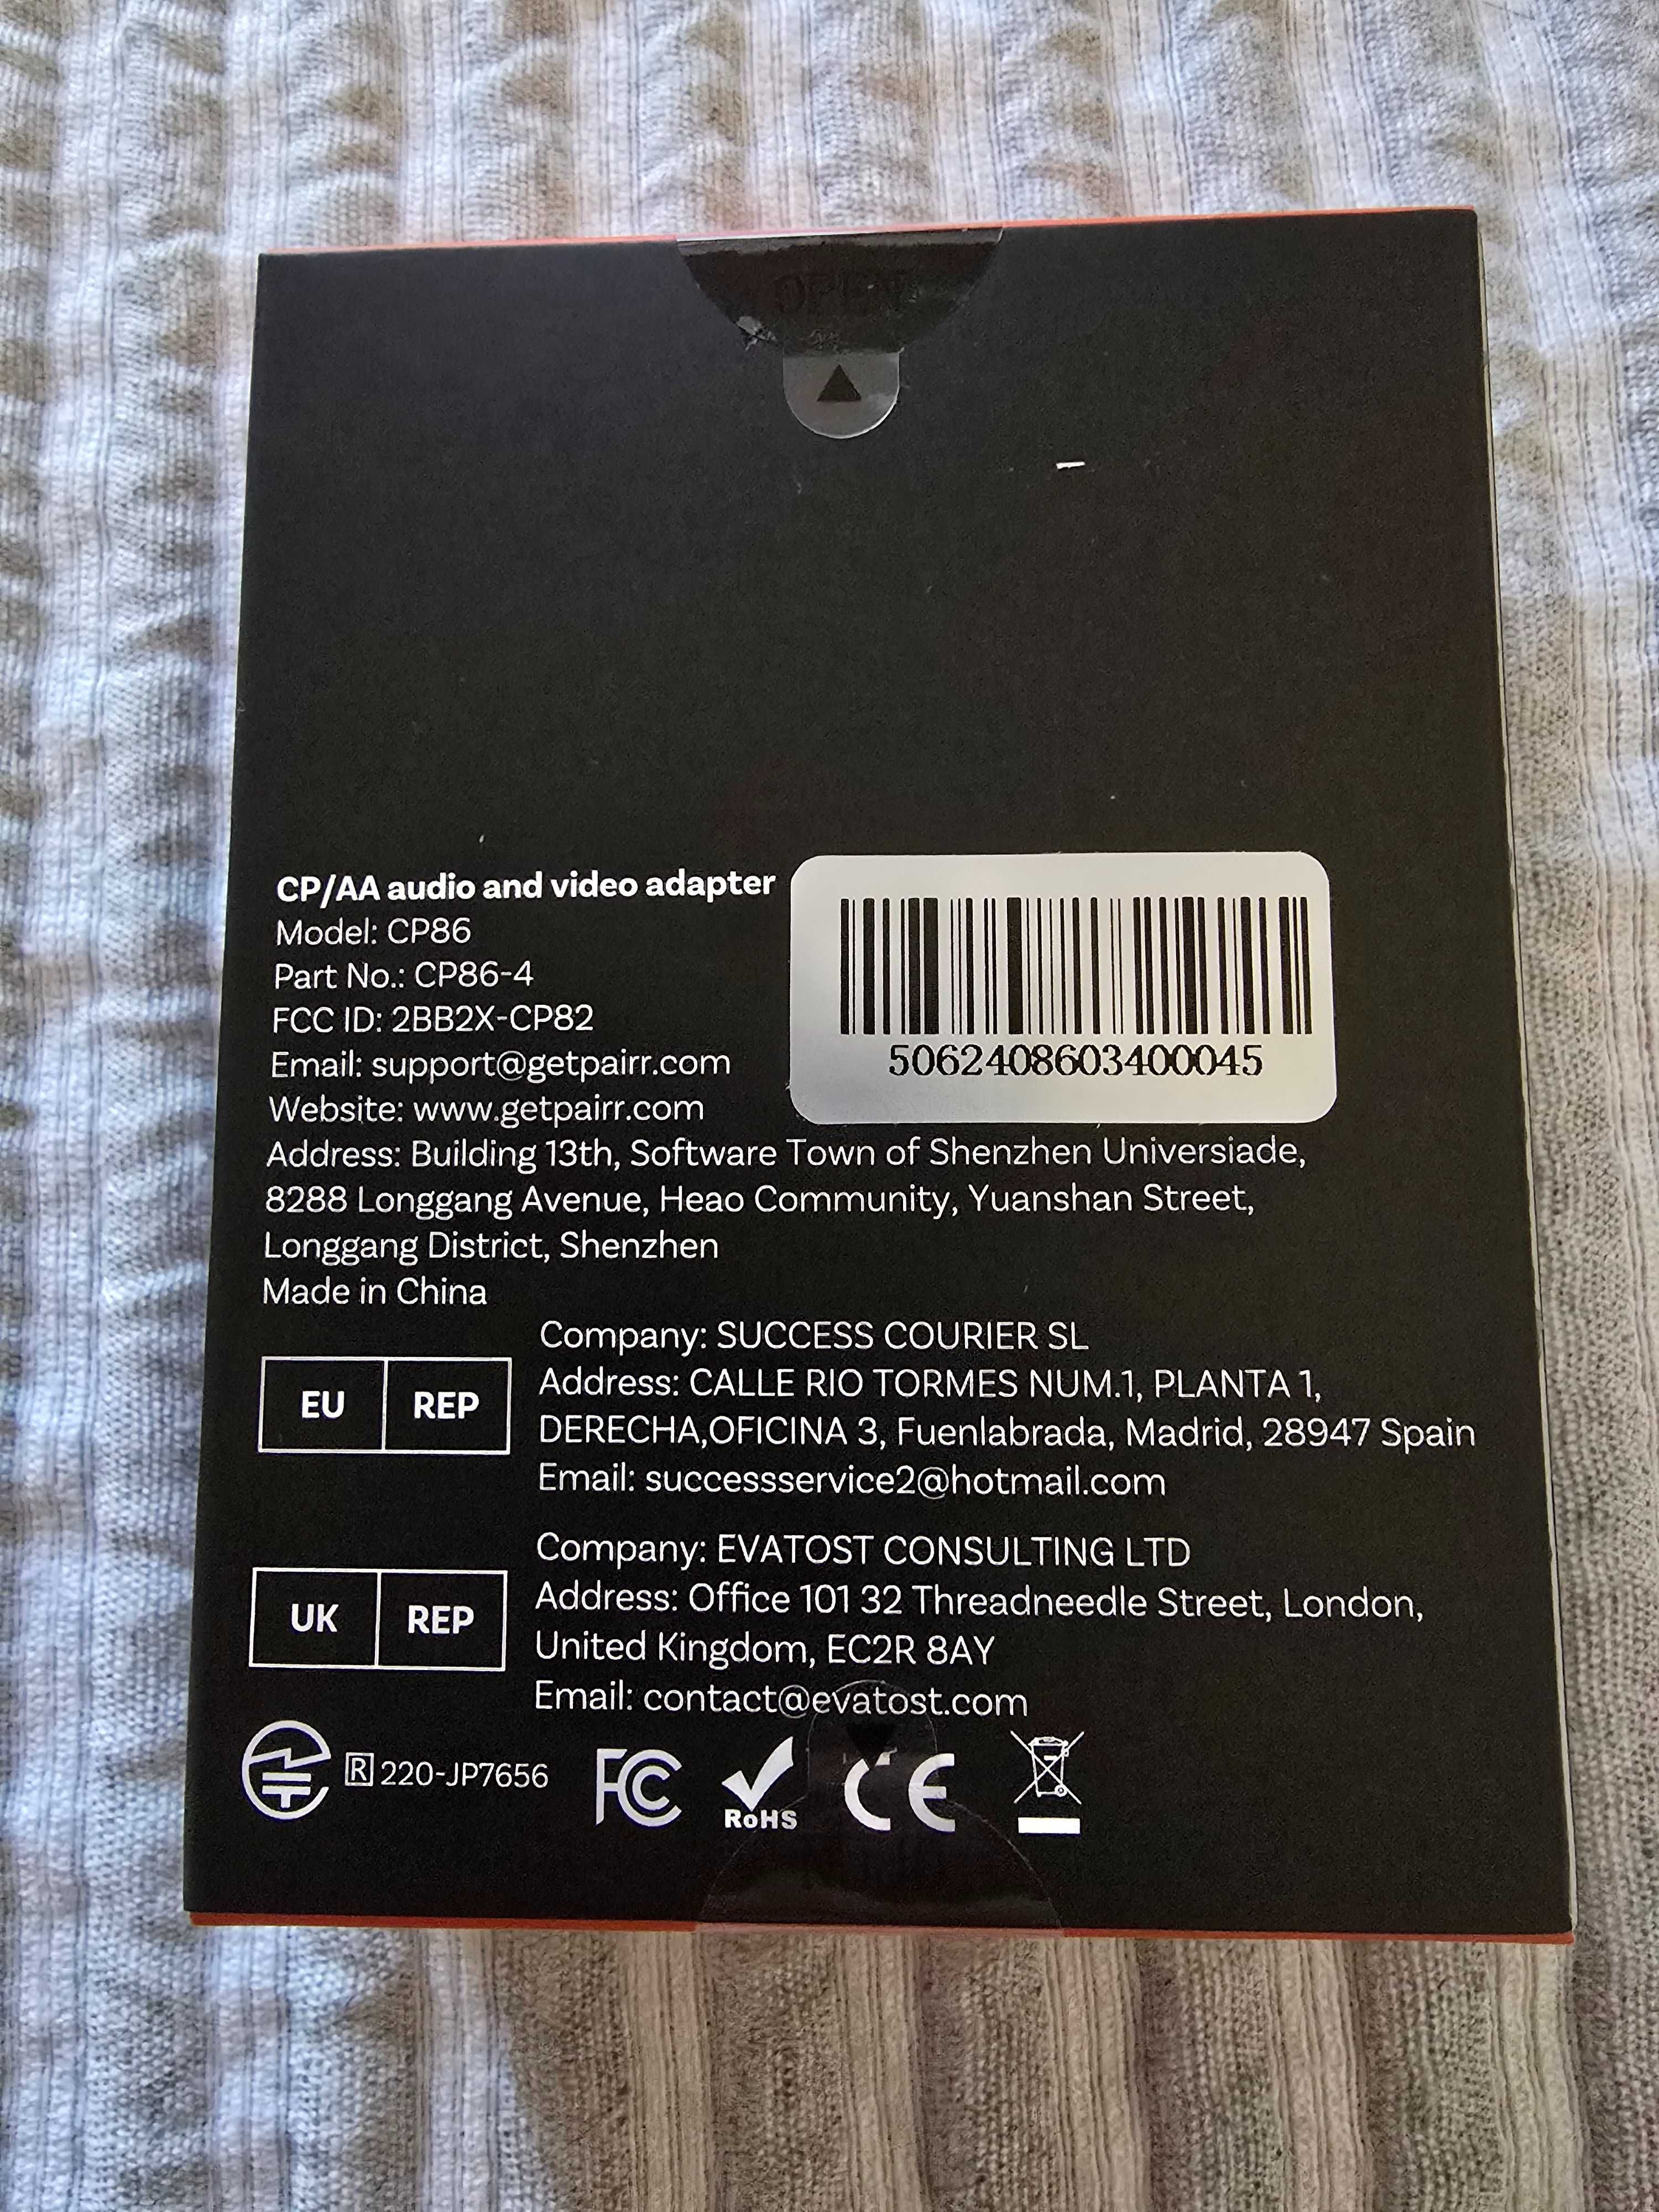 OPEN
CP/AA audio and video adapter
Model: CP86
Part No.: CP86-4
FCC ID: 2BB2X-CP82
Email: support@getpairr.com
Website: www.getpairr.com
5062408603400045
Address: Building 13th, Software Town of Shenzhen Universiade,
8288 Longgang Avenue, Heao Community, Yuanshan Street,
Longgang District, Shenzhen
Made in China
EU REP
Company: SUCCESS COURIER SL
Address: CALLE RIO TORMES NUM.1, PLANTA 1,
DERECHA,OFICINA 3, Fuenlabrada, Madrid, 28947 Spain
Email: successservice2@hotmail.com
UK REP
Company: EVATOST CONSULTING LTD
Address: Office 101 32 Threadneedle Street, London,
United Kingdom, EC2R 8AY
Email: contact@evatost.com
R 220-JP7656
FC
RoHS
CE